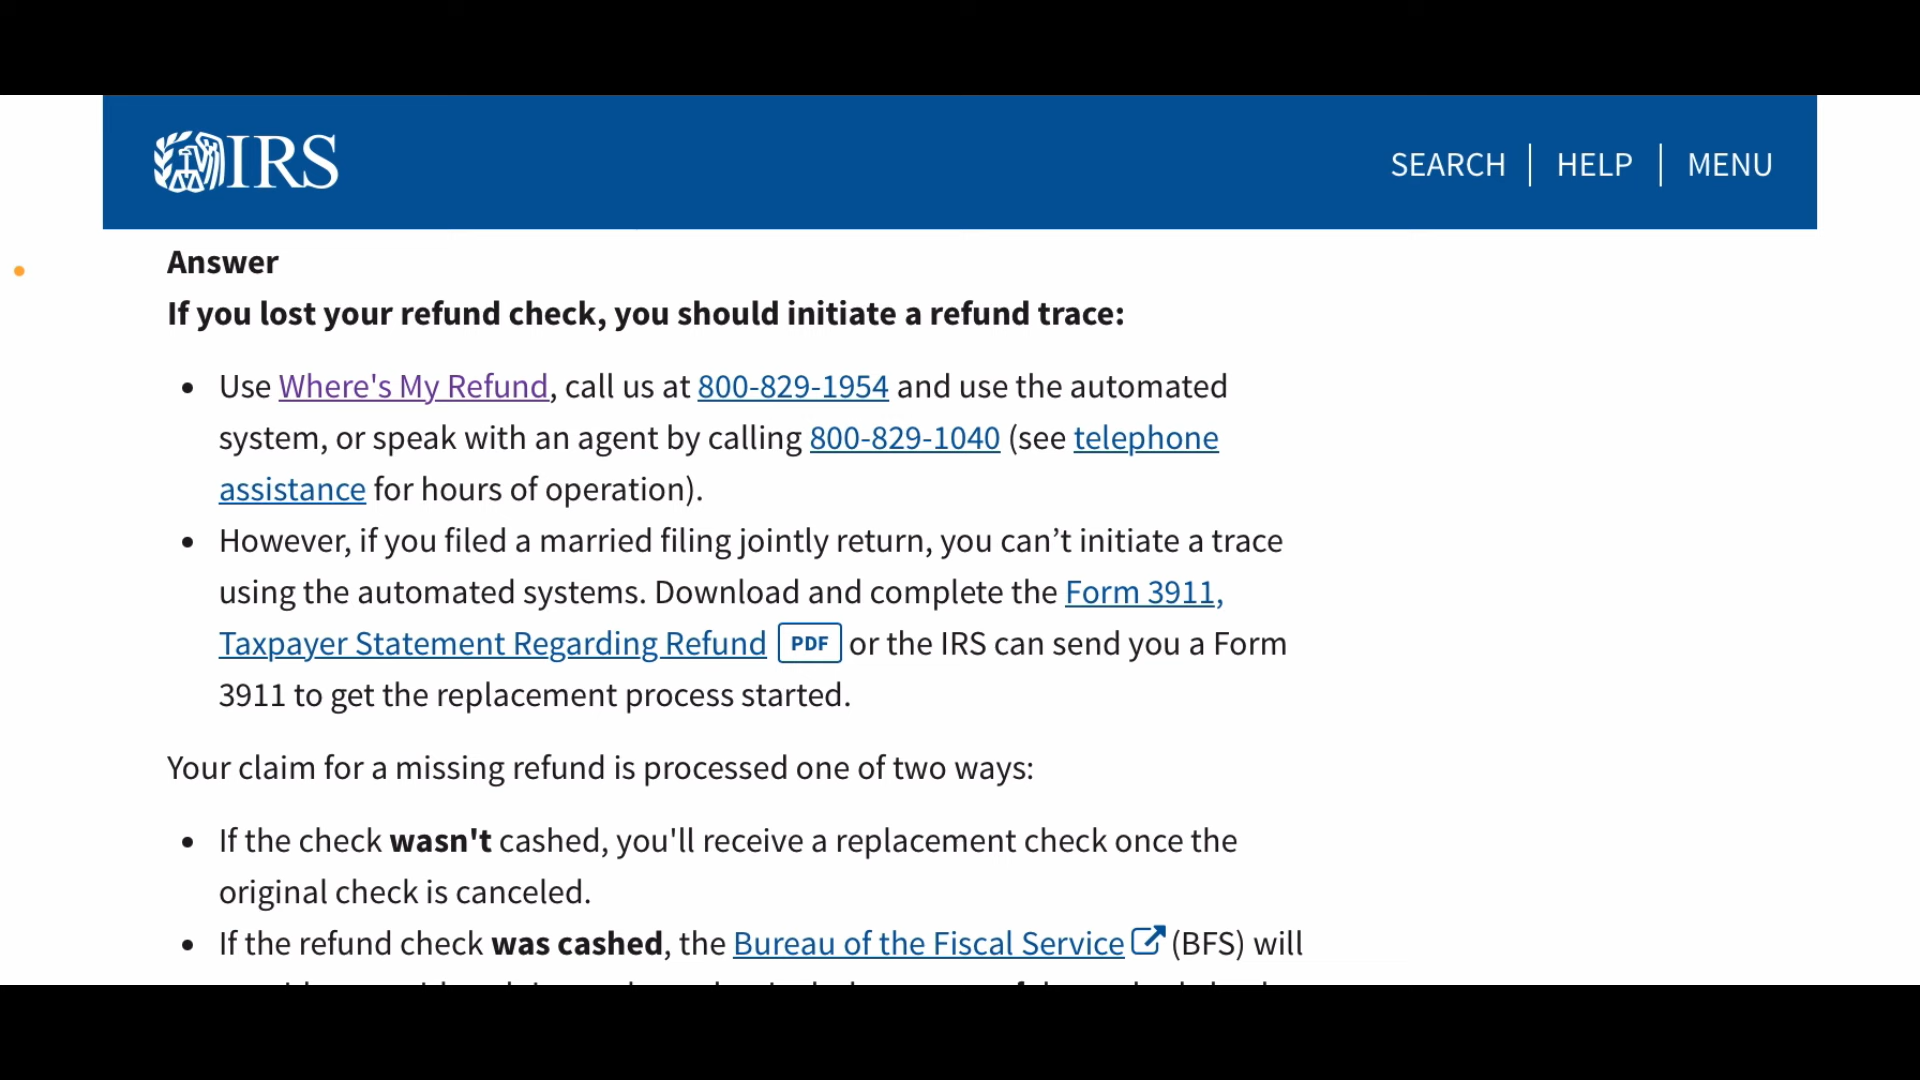 IRS
SEARCH | HELP | MENU
Answer
If you lost your refund check, you should initiate a refund trace:
• Use Where's My Refund, call us at 800-829-1954 and use the automated
system, or speak with an agent by calling 800-829-1040 (see telephone
assistance for hours of operation).
• However, if you filed a married filing jointly return, you can’t initiate a trace
using the automated systems. Download and complete the Form 3911,
Taxpayer Statement Regarding Refund PDF or the IRS can send you a Form
3911 to get the replacement process started.
Your claim for a missing refund is processed one of two ways:
• If the check wasn't cashed, you'll receive a replacement check once the
original check is canceled.
• If the refund check was cashed, the Bureau of the Fiscal Service (BFS) will